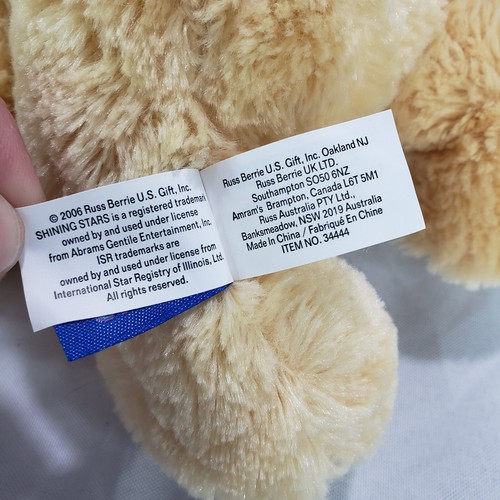 © 2006 Russ Berrie U.S. Gift, Inc.
SHINING STARS is a registered trademark
owned by and used under license
from Abrams Gentile Entertainment, Inc.
ISR trademarks are
owned by and used under license from
International Star Registry of Illinois, Ltd.
All rights reserved.
Russ Berrie U.S. Gift, Inc. Oakland NJ
Russ Berrie UK LTD.
Southampton SO50 6NZ
Amram's Brampton, Canada L6T 5M1
Russ Australia PTY Ltd.,
Banksmeadow, NSW 2019 Australia
Made In China / Fabriqué En Chine
ITEM NO. 34444